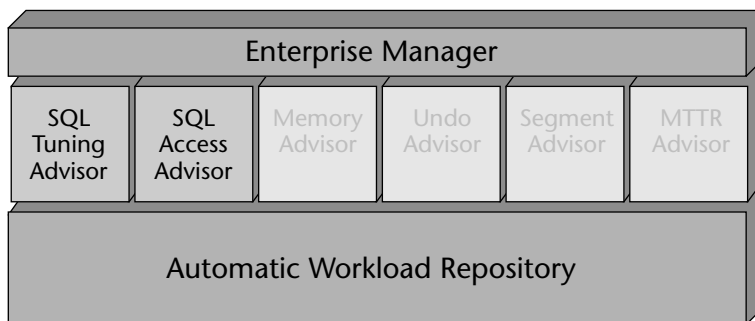 Enterprise Manager
SQL
Tuning
Advisor
SQL
Access
Advisor
Memory
Advisor
Undo
Advisor
Segment
Advisor
MTTR
Advisor
Automatic Workload Repository